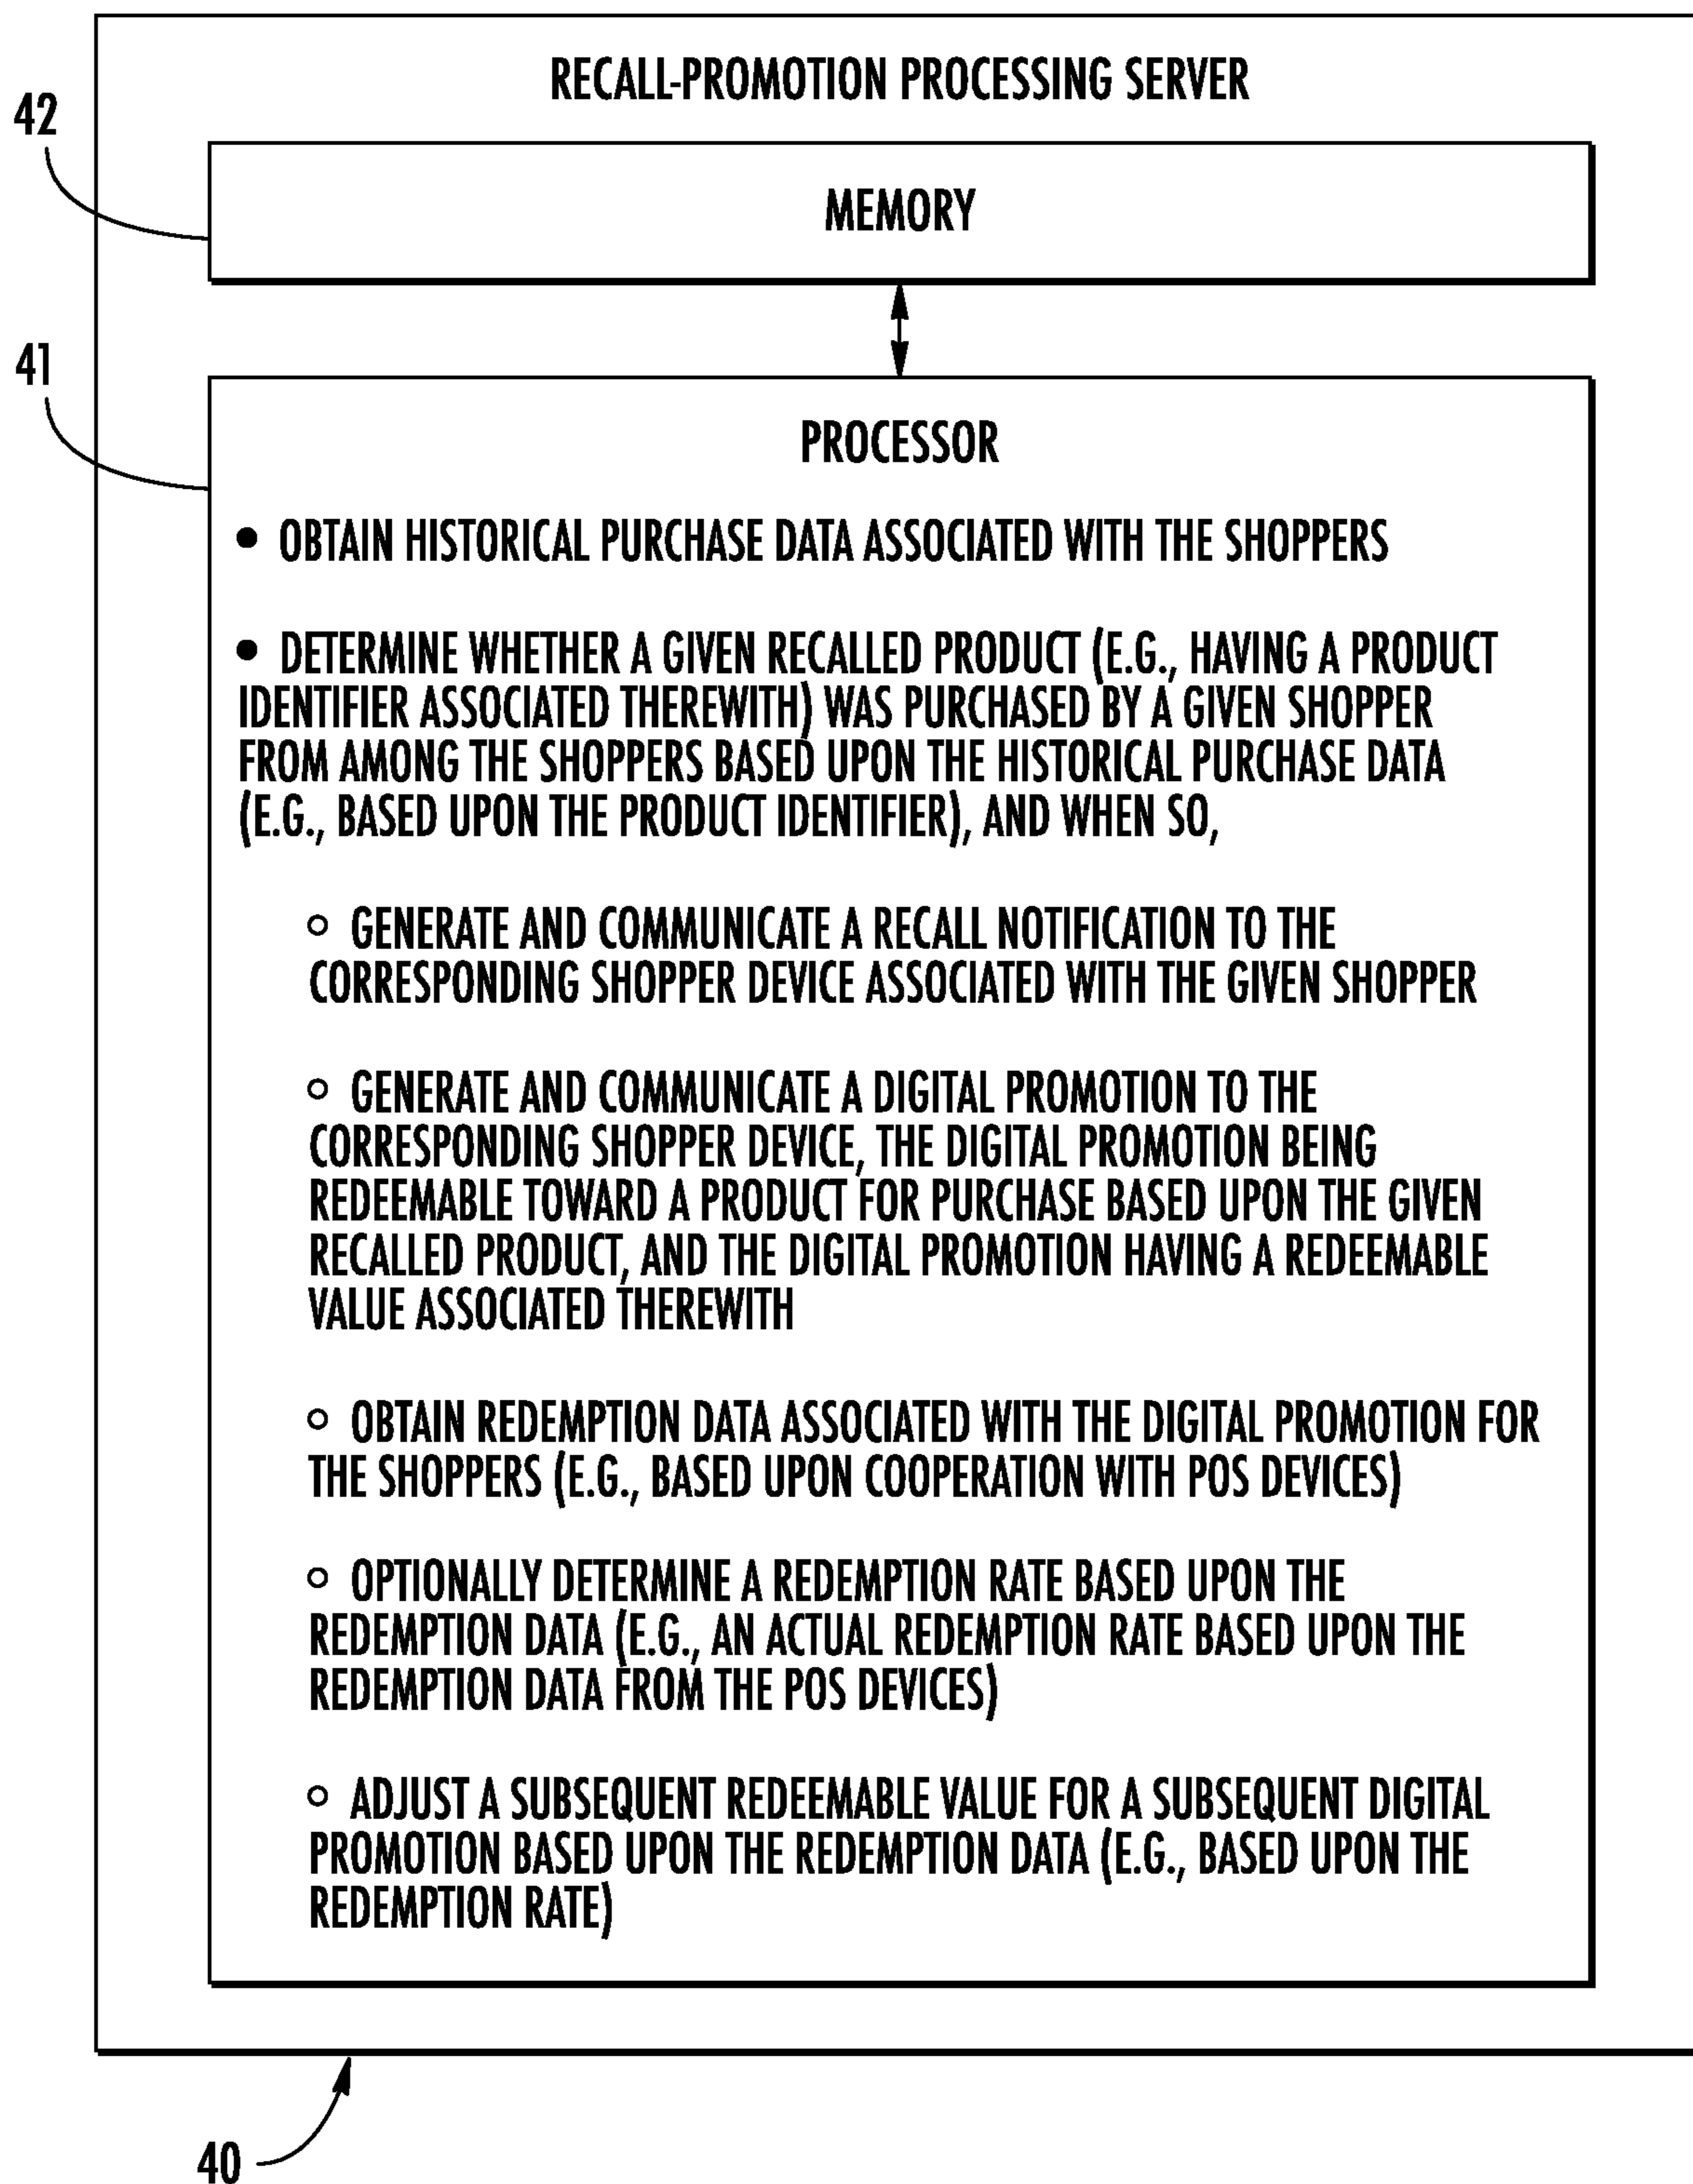 RECALL-PROMOTION PROCESSING SERVER
42
MEMORY
41
PROCESSOR
• OBTAIN HISTORICAL PURCHASE DATA ASSOCIATED WITH THE SHOPPERS
• DETERMINE WHETHER A GIVEN RECALLED PRODUCT (E.G., HAVING A PRODUCT
IDENTIFIER ASSOCIATED THEREWITH) WAS PURCHASED BY A GIVEN SHOPPER
FROM AMONG THE SHOPPERS BASED UPON THE HISTORICAL PURCHASE DATA
(E.G., BASED UPON THE PRODUCT IDENTIFIER), AND WHEN SO,
○ GENERATE AND COMMUNICATE A RECALL NOTIFICATION TO THE
CORRESPONDING SHOPPER DEVICE ASSOCIATED WITH THE GIVEN SHOPPER
○ GENERATE AND COMMUNICATE A DIGITAL PROMOTION TO THE
CORRESPONDING SHOPPER DEVICE, THE DIGITAL PROMOTION BEING
REDEEMABLE TOWARD A PRODUCT FOR PURCHASE BASED UPON THE GIVEN
RECALLED PRODUCT, AND THE DIGITAL PROMOTION HAVING A REDEEMABLE
VALUE ASSOCIATED THEREWITH
○ OBTAIN REDEMPTION DATA ASSOCIATED WITH THE DIGITAL PROMOTION FOR
THE SHOPPERS (E.G., BASED UPON COOPERATION WITH POS DEVICES)
○ OPTIONALLY DETERMINE A REDEMPTION RATE BASED UPON THE
REDEMPTION DATA (E.G., AN ACTUAL REDEMPTION RATE BASED UPON THE
REDEMPTION DATA FROM THE POS DEVICES)
○ ADJUST A SUBSEQUENT REDEEMABLE VALUE FOR A SUBSEQUENT DIGITAL
PROMOTION BASED UPON THE REDEMPTION DATA (E.G., BASED UPON THE
REDEMPTION RATE)
40